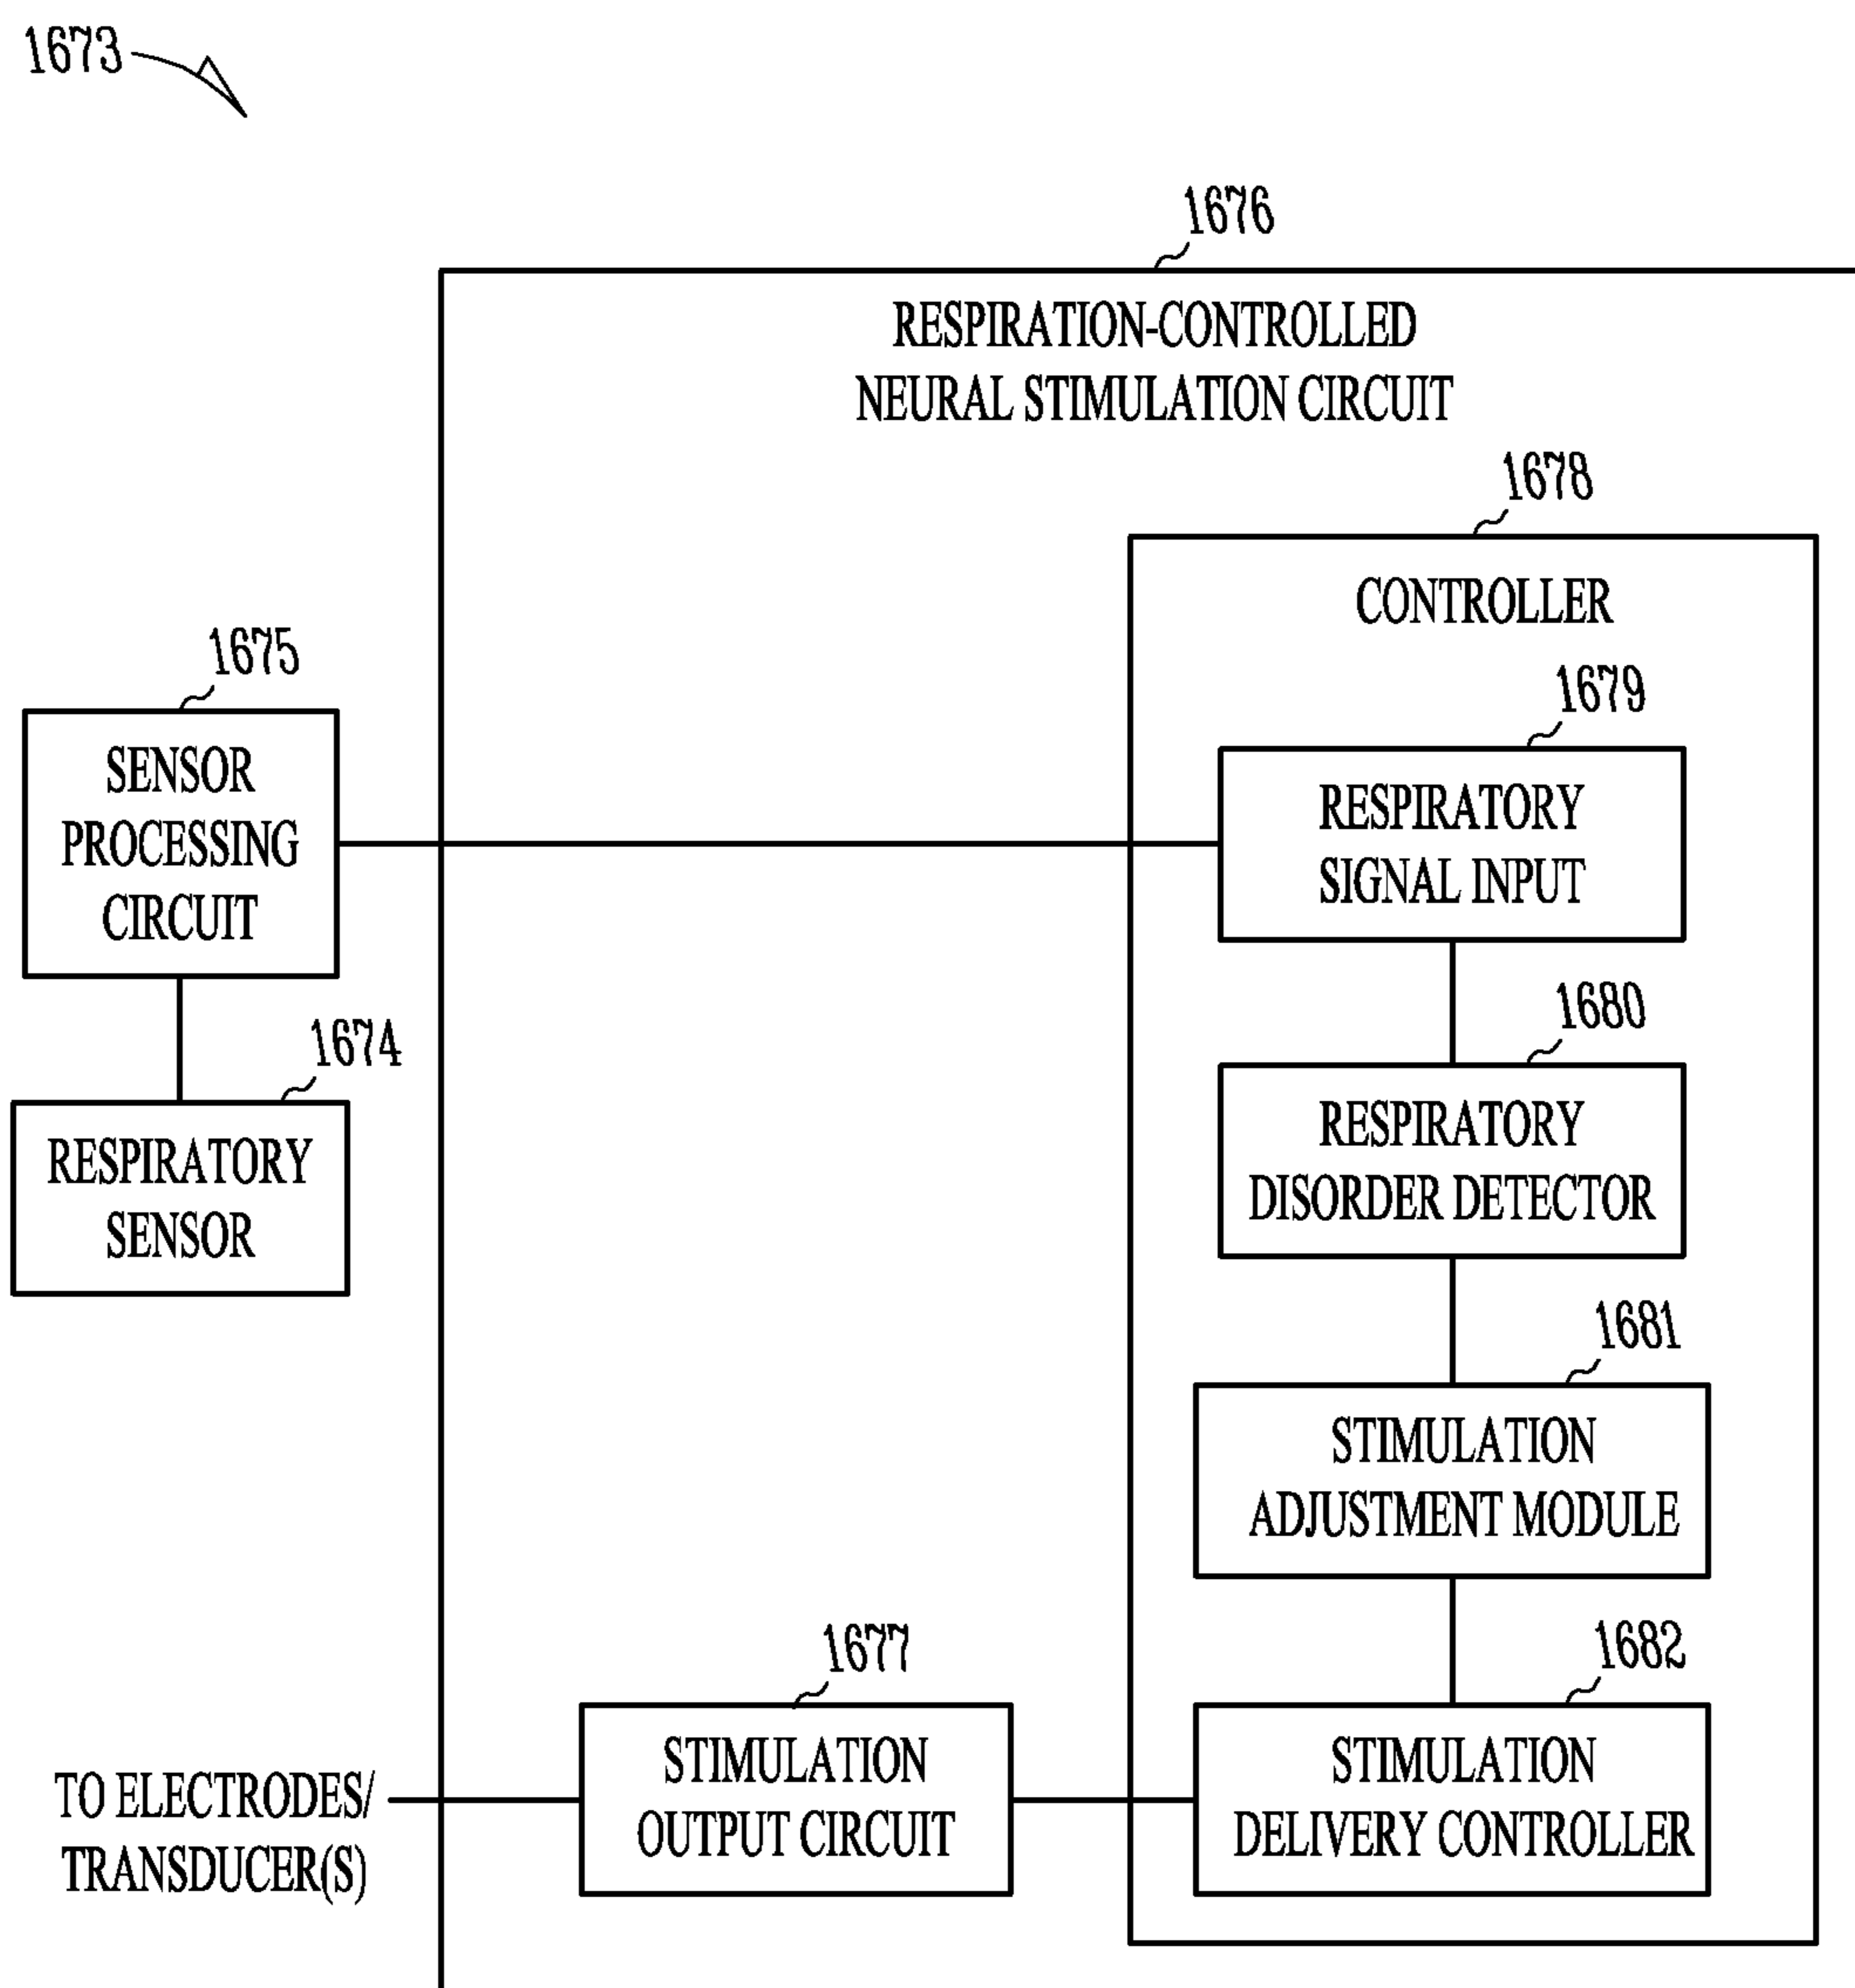 1673
1676
RESPIRATION-CONTROLLED
NEURAL STIMULATION CIRCUIT
1678
CONTROLLER
1675
SENSOR
PROCESSING
CIRCUIT
1679
RESPIRATORY
SIGNAL INPUT
1674
RESPIRATORY
SENSOR
1680
RESPIRATORY
DISORDER DETECTOR
1681
STIMULATION
ADJUSTMENT MODULE
1677
STIMULATION
OUTPUT CIRCUIT
1682
STIMULATION
DELIVERY CONTROLLER
TO ELECTRODES/
TRANSDUCER(S)